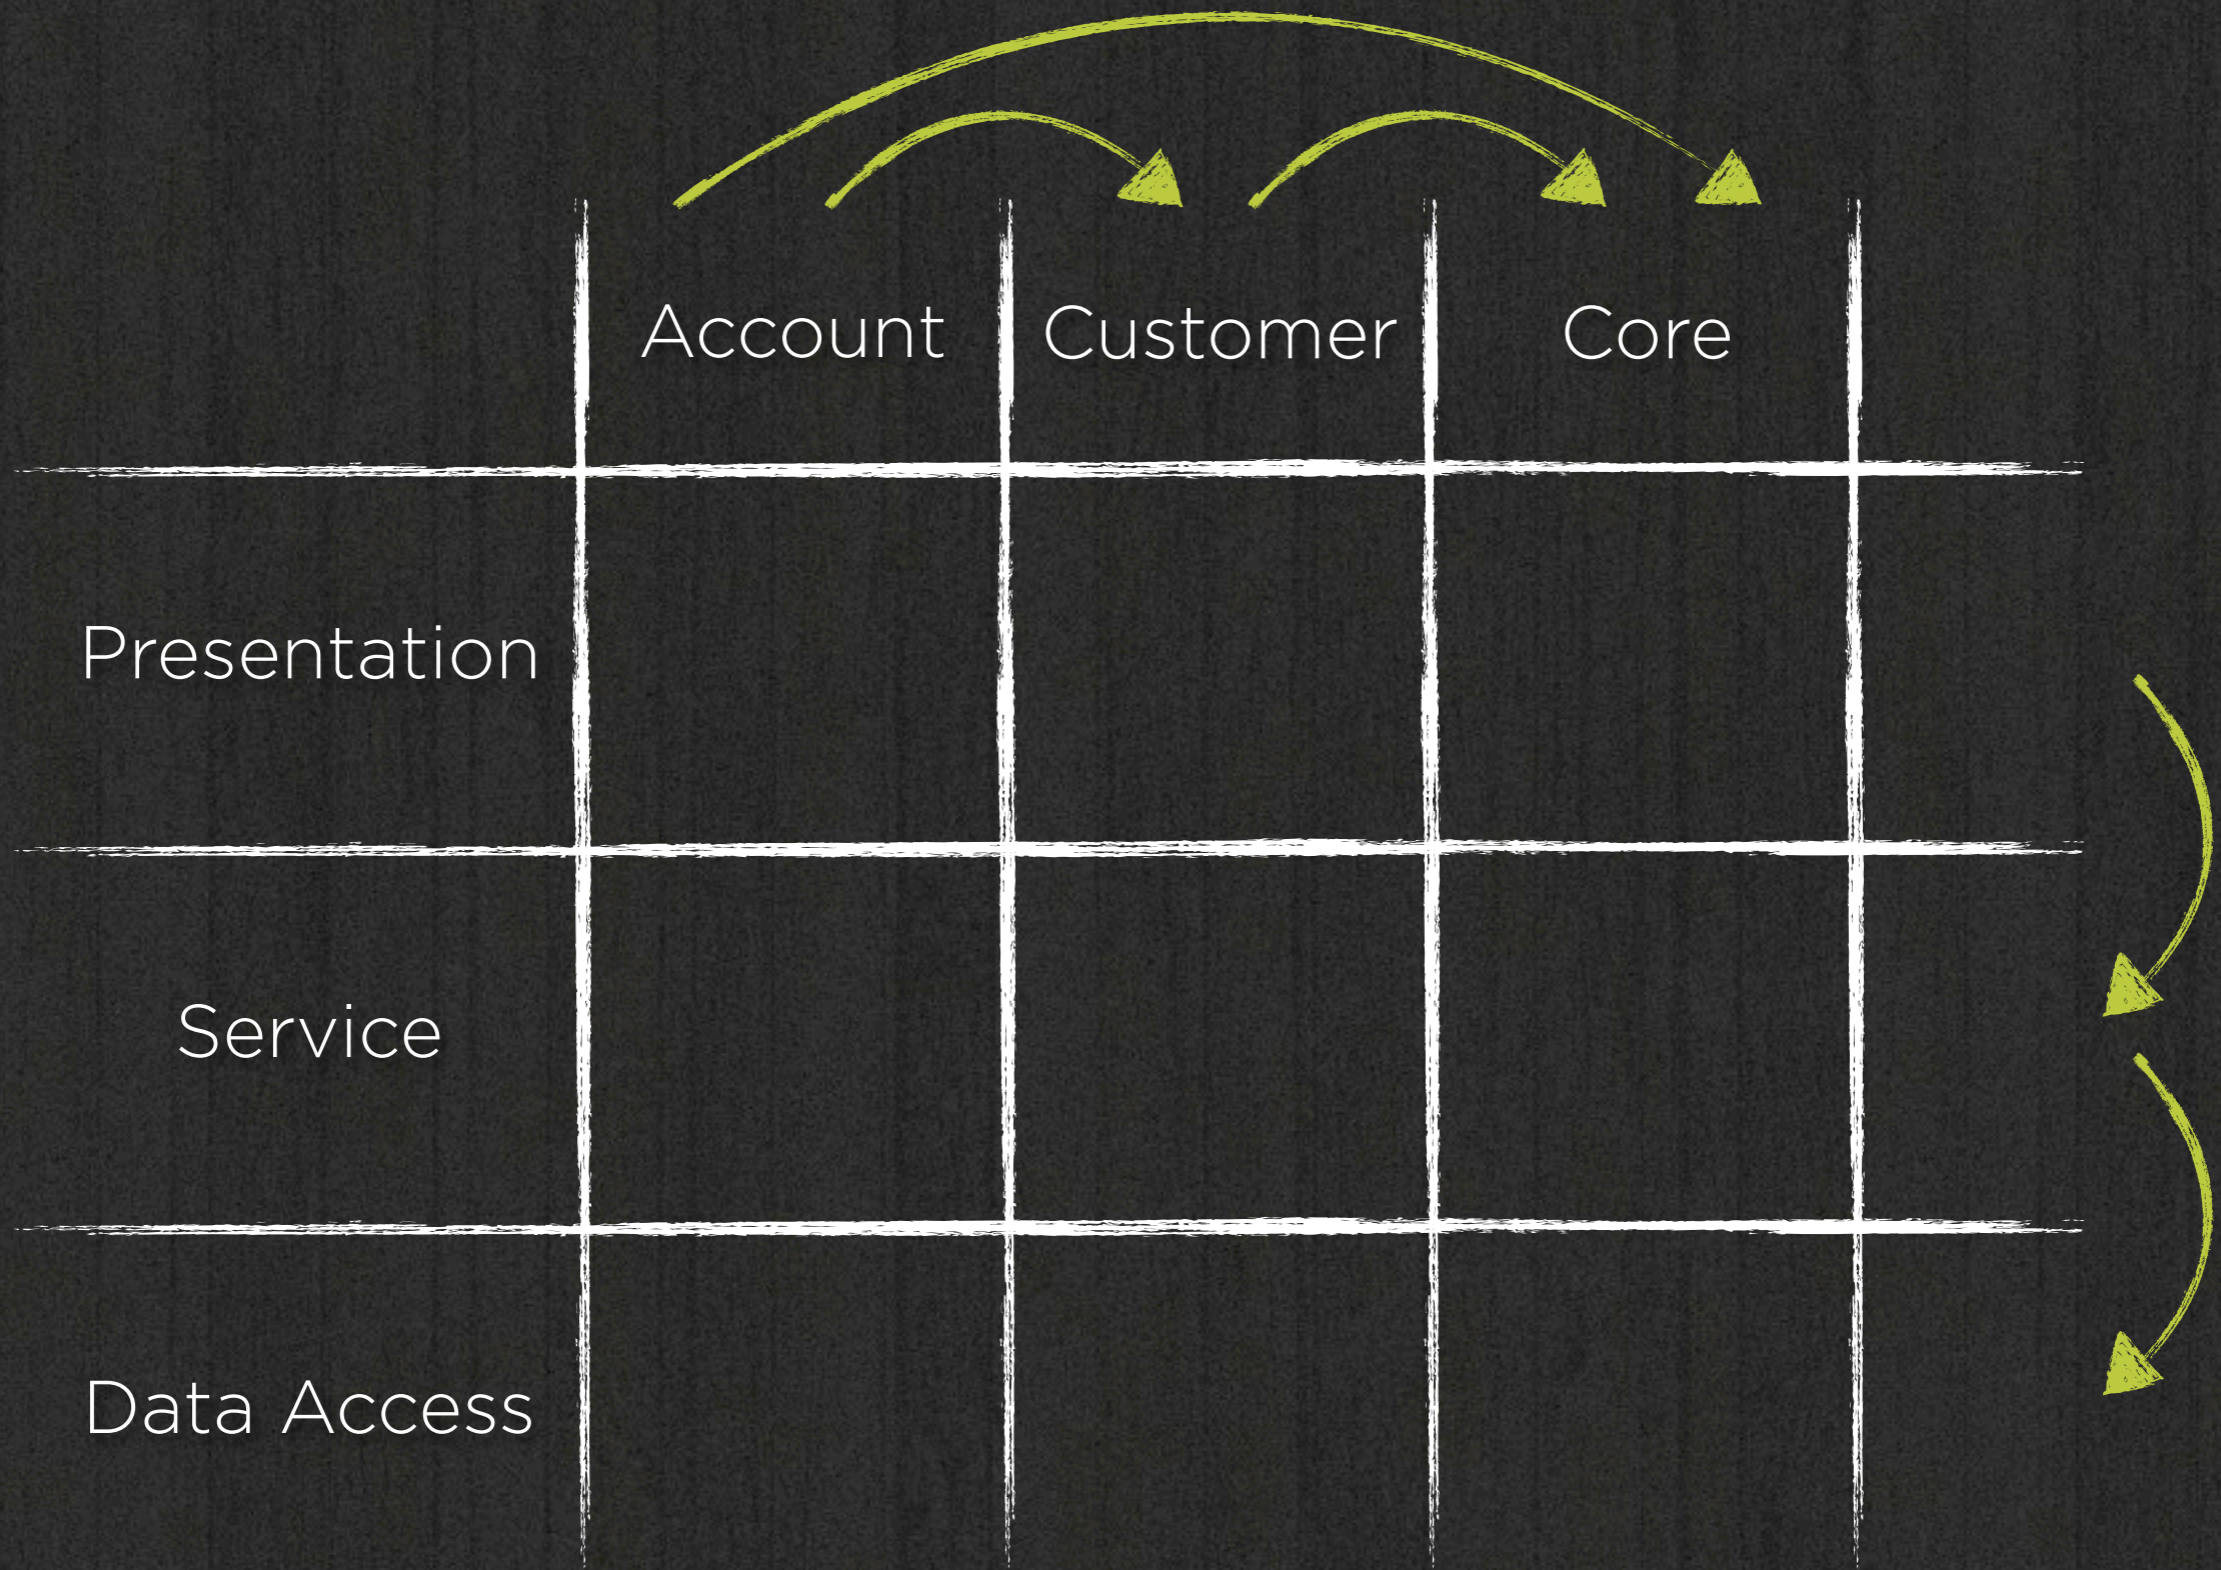 Account
Customer
Core
Presentation
Service
Data Access